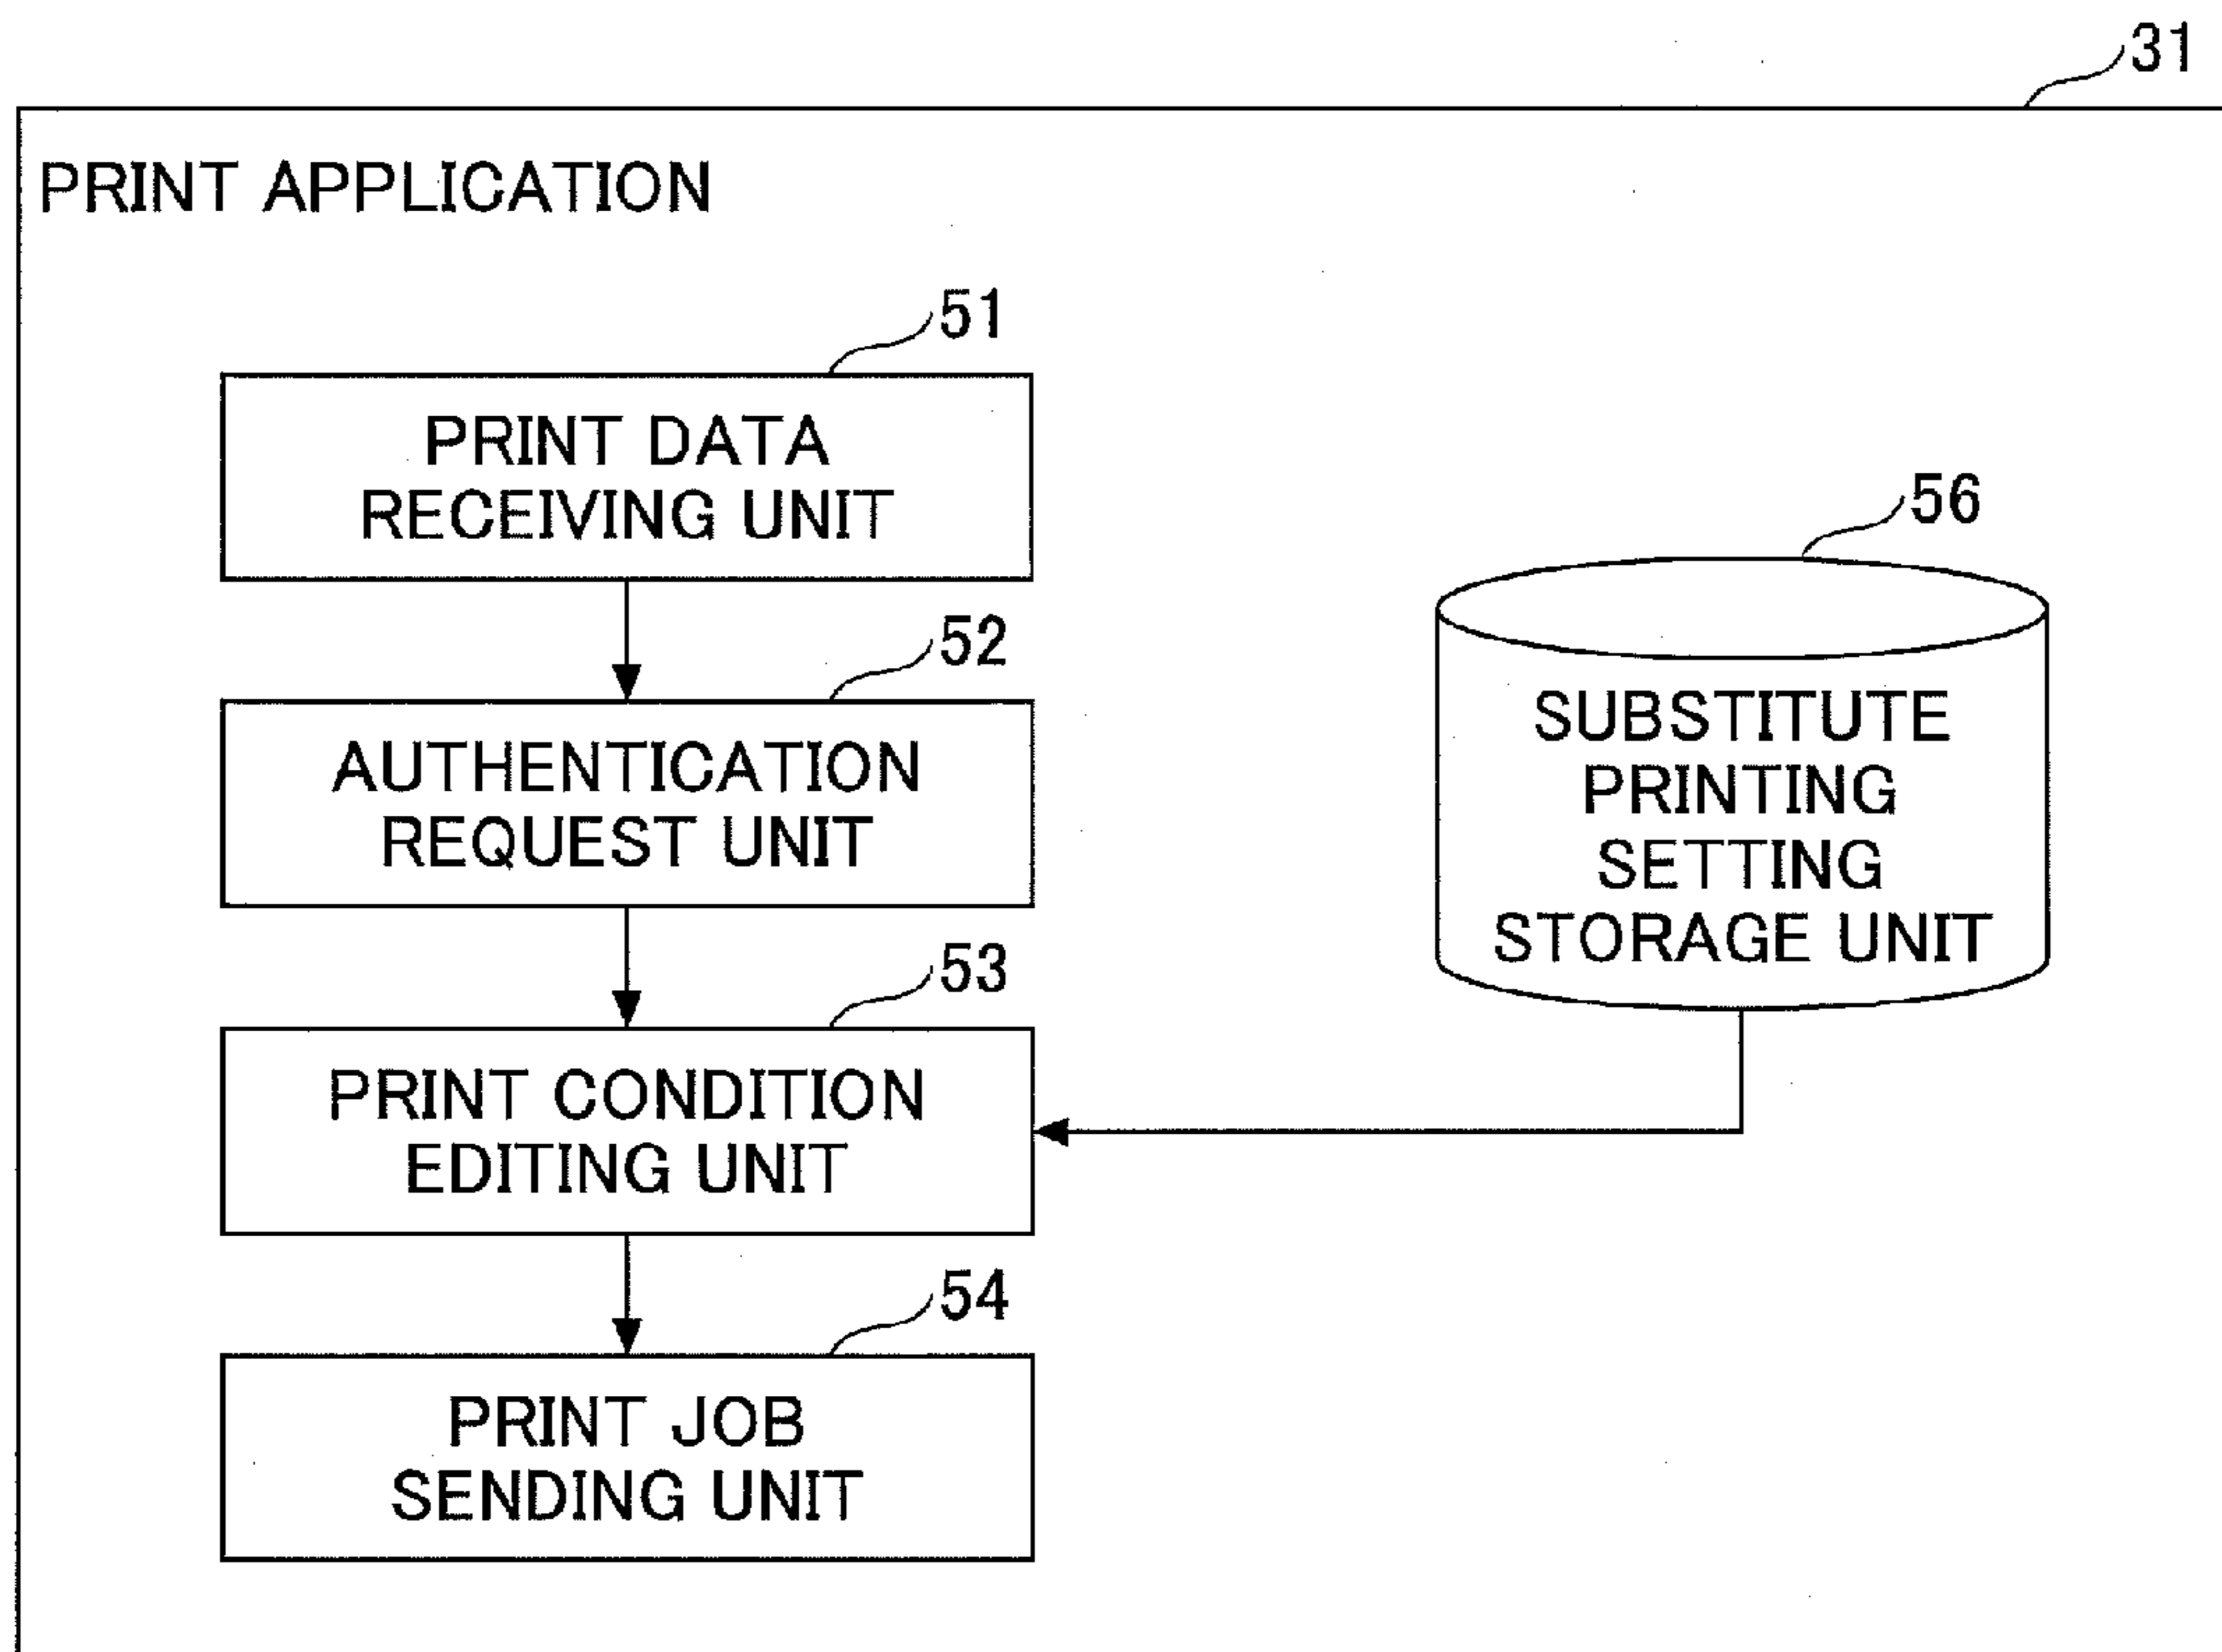 31
PRINT APPLICATION
51
PRINT DATA
RECEIVING UNIT
52
AUTHENTICATION
REQUEST UNIT
53
PRINT CONDITION
EDITING UNIT
54
PRINT JOB
SENDING UNIT
56
SUBSTITUTE
PRINTING
SETTING
STORAGE UNIT